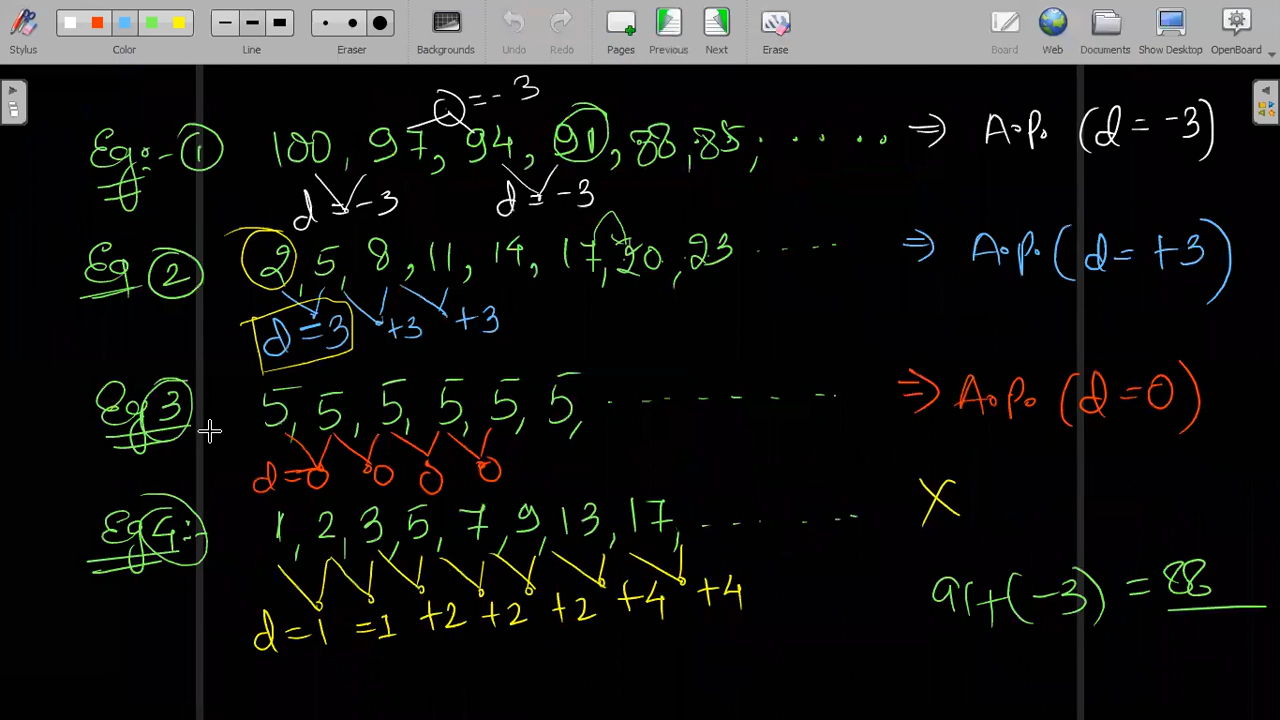 Stylus Color Line Eraser Backgrounds Undo Redo Pages Previous Next Erase Board Web Documents Show Desktop OpenBoard
= -3
Eg:- 1 100, 97, 94, 91, 88, 85, ...... ⇒ A.P. (d = -3)
d = -3 d = -3
Eg 2 2, 5, 8, 11, 14, 17, 20, 23 ..... ⇒ A.P. (d = +3)
d = 3 +3 +3
Eg 3 5, 5, 5, 5, 5, 5, --------- ⇒ A.P. (d = 0)
d = 0 0 0 0
Eg 4:- 1, 2, 3, 5, 7, 9, 13, 17, ------ X
d = 1 = 1 +2 +2 +2 +4 +4
91+(-3) = 88